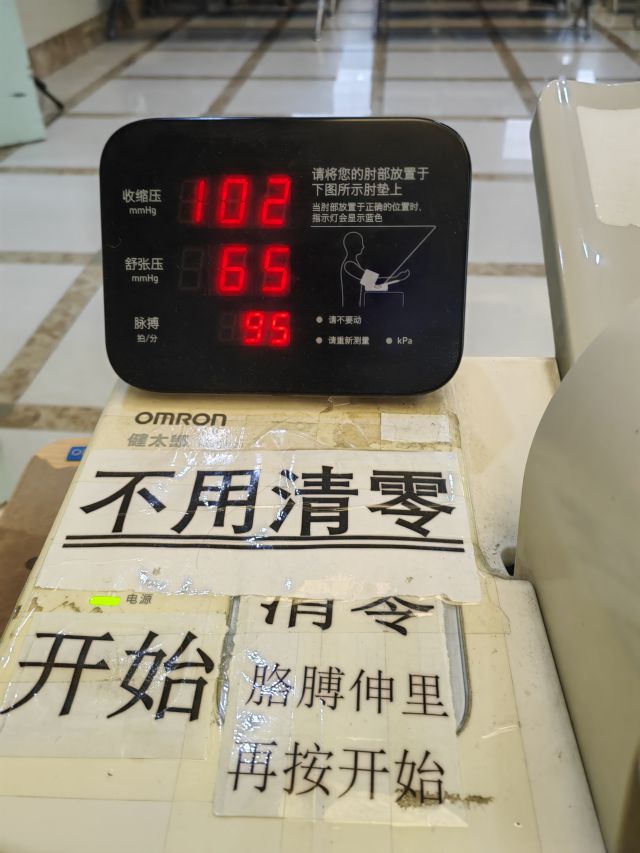 收缩压
mmHg
102
舒张压
mmHg
65
脉搏
拍/分
95
请将您的肘部放置于
下图所示肘垫上
当肘部放置于正确的位置时,
指示灯会显示蓝色
请不要动
请重新测量
kPa
OMRON
健太郎
不用清零
电源
清零
开始
胳膊伸里
再按开始